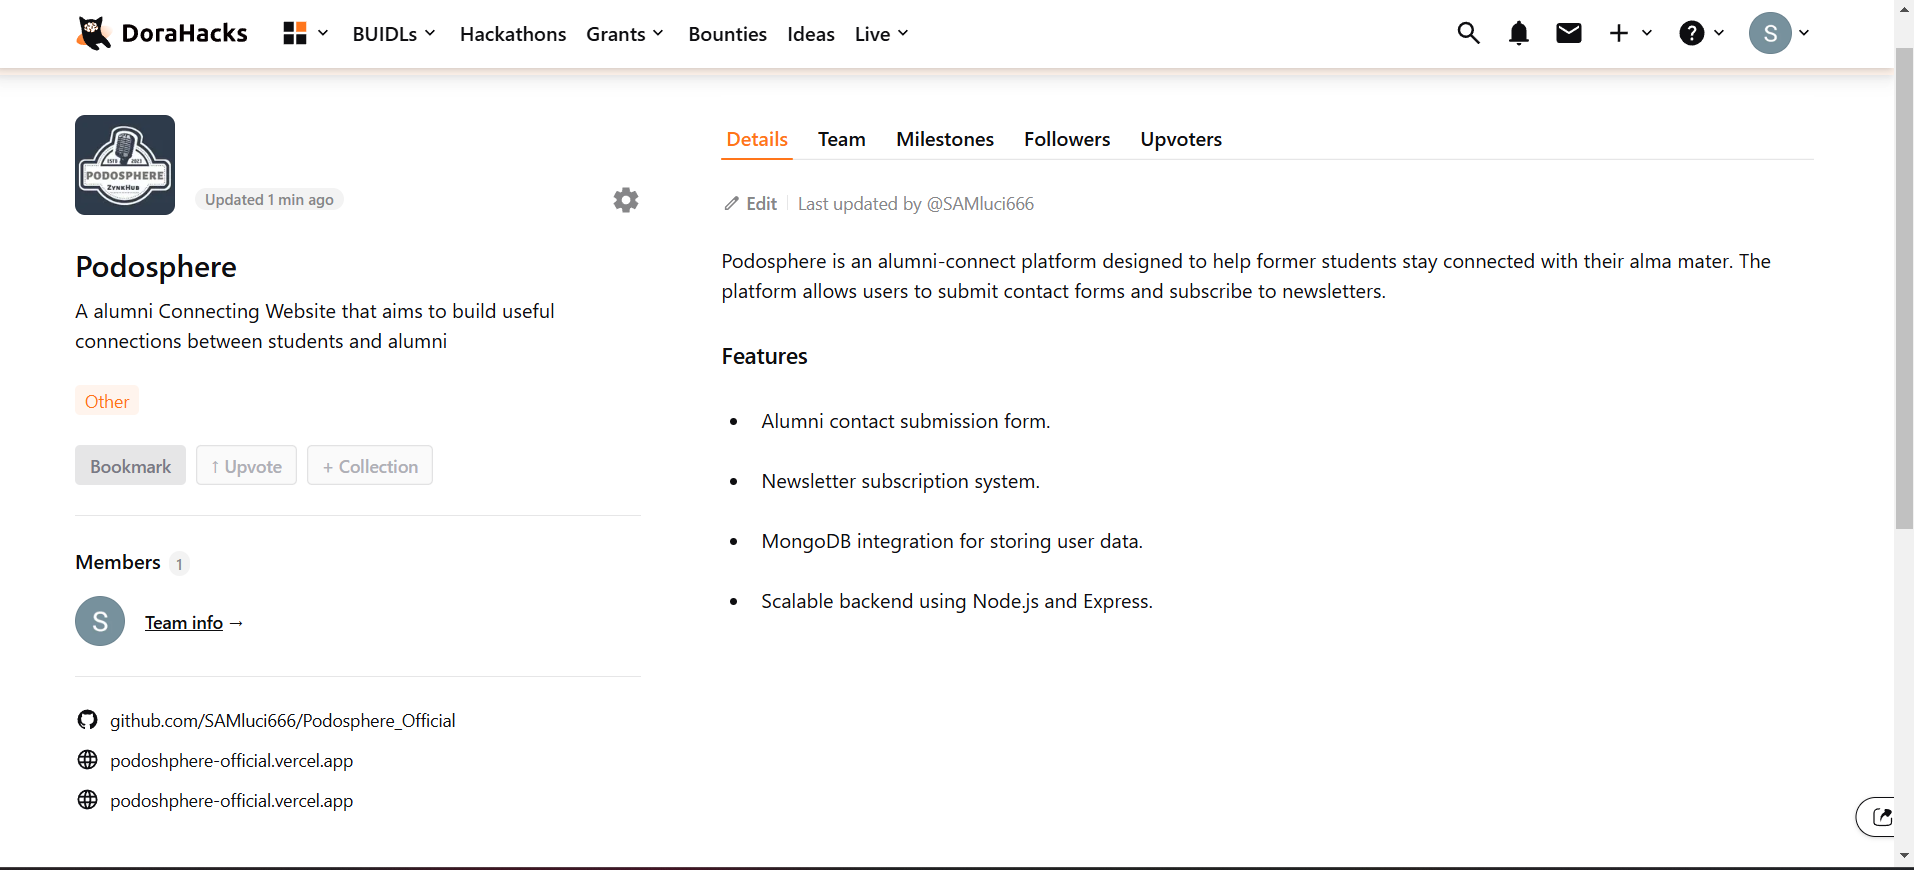 DoraHacks
BUIDLs
Hackathons
Grants
Bounties
Ideas
Live
S
ESTD 2023
PODOSPHERE
ZYNKHUB
Updated 1 min ago
Podosphere
A alumni Connecting Website that aims to build useful
connections between students and alumni
Other
Bookmark
↑ Upvote
+ Collection
Members 1
S
Team info →
github.com/SAMluci666/Podosphere_Official
podoshphere-official.vercel.app
podoshphere-official.vercel.app
Details
Team
Milestones
Followers
Upvoters
Edit
Last updated by @SAMluci666
Podosphere is an alumni-connect platform designed to help former students stay connected with their alma mater. The
platform allows users to submit contact forms and subscribe to newsletters.
Features
• Alumni contact submission form.
• Newsletter subscription system.
• MongoDB integration for storing user data.
• Scalable backend using Node.js and Express.